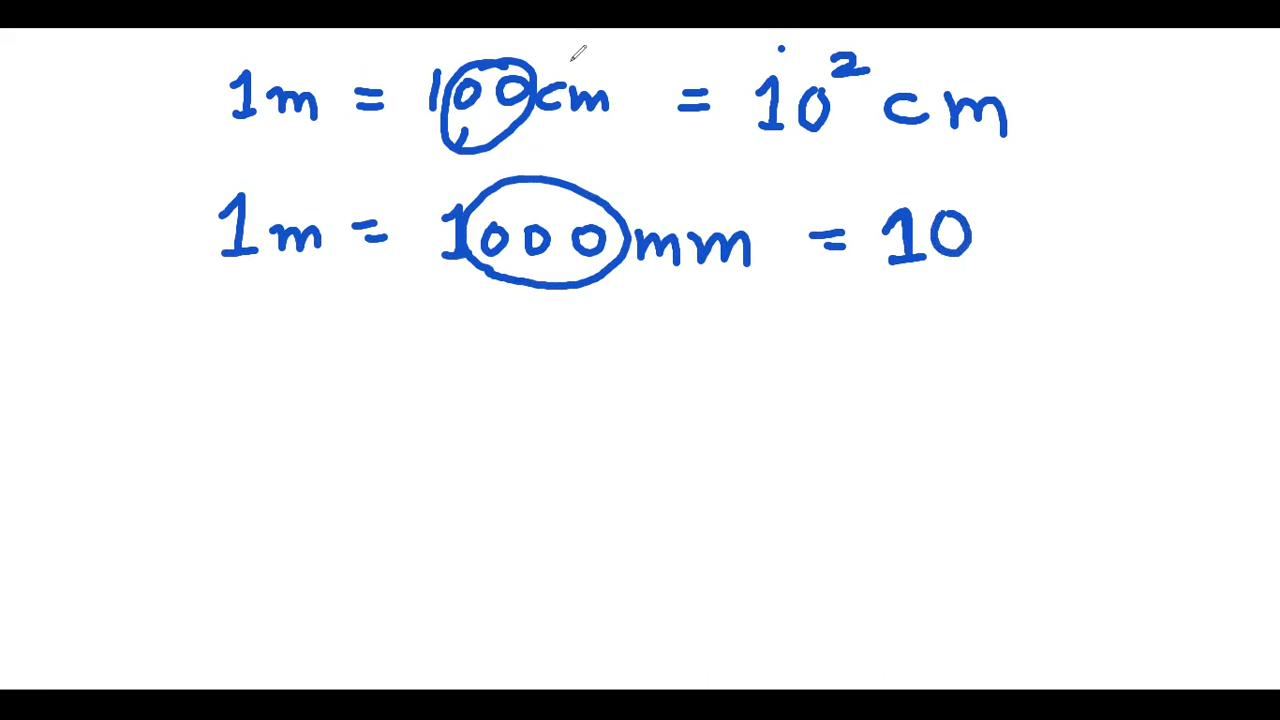 1m = 100cm = 10² cm
1m = 1000mm = 10